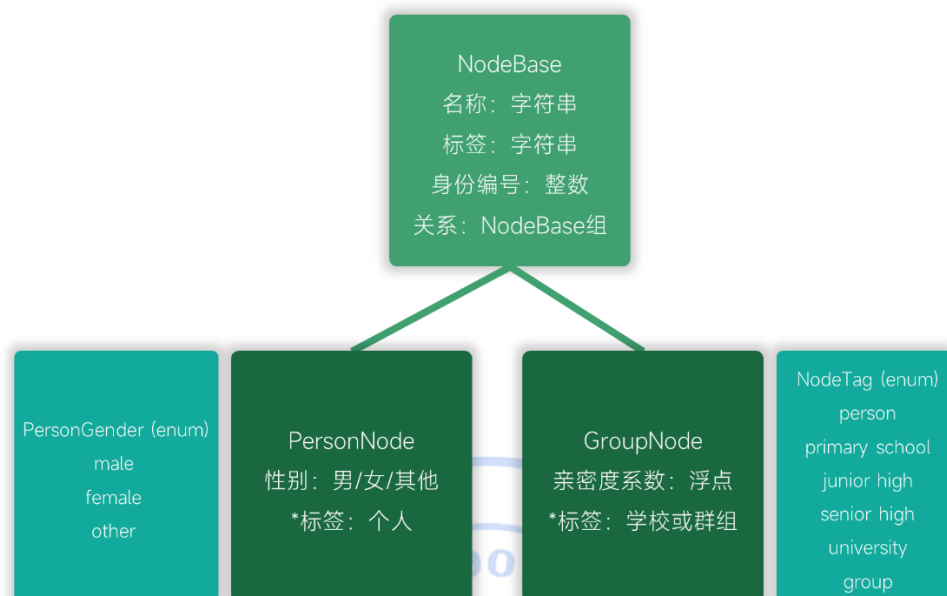 NodeBase
名称：字符串
标签：字符串
身份编号：整数
关系：NodeBase组
PersonGender (enum)
male
female
other
PersonNode
性别：男/女/其他
*标签：个人
GroupNode
亲密度系数：浮点
*标签：学校或群组
NodeTag (enum)
person
primary school
junior high
senior high
university
group